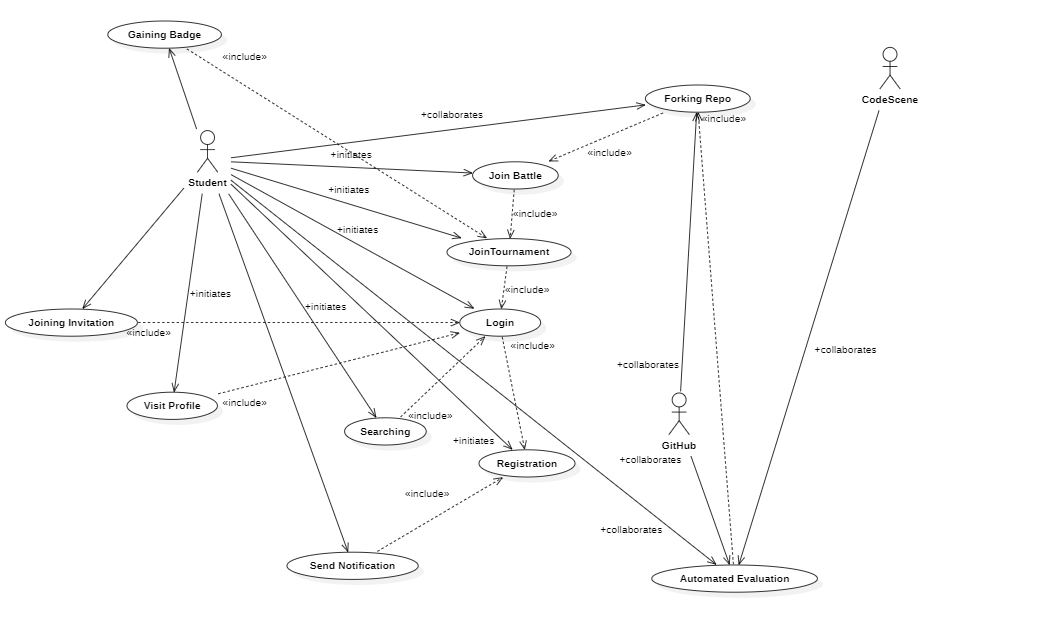 Gaining Badge
«include»
CodeScene
Forking Repo
+collaborates
«include»
+initiates
«include»
Join Battle
Student
+initiates
«include»
+initiates
JoinTournament
+initiates
«include»
+initiates
Joining Invitation
«include»
Login
«include»
+collaborates
+collaborates
Visit Profile
«include»
«include»
Searching
+initiates
GitHub
+collaborates
Registration
«include»
+collaborates
Send Notification
Automated Evaluation